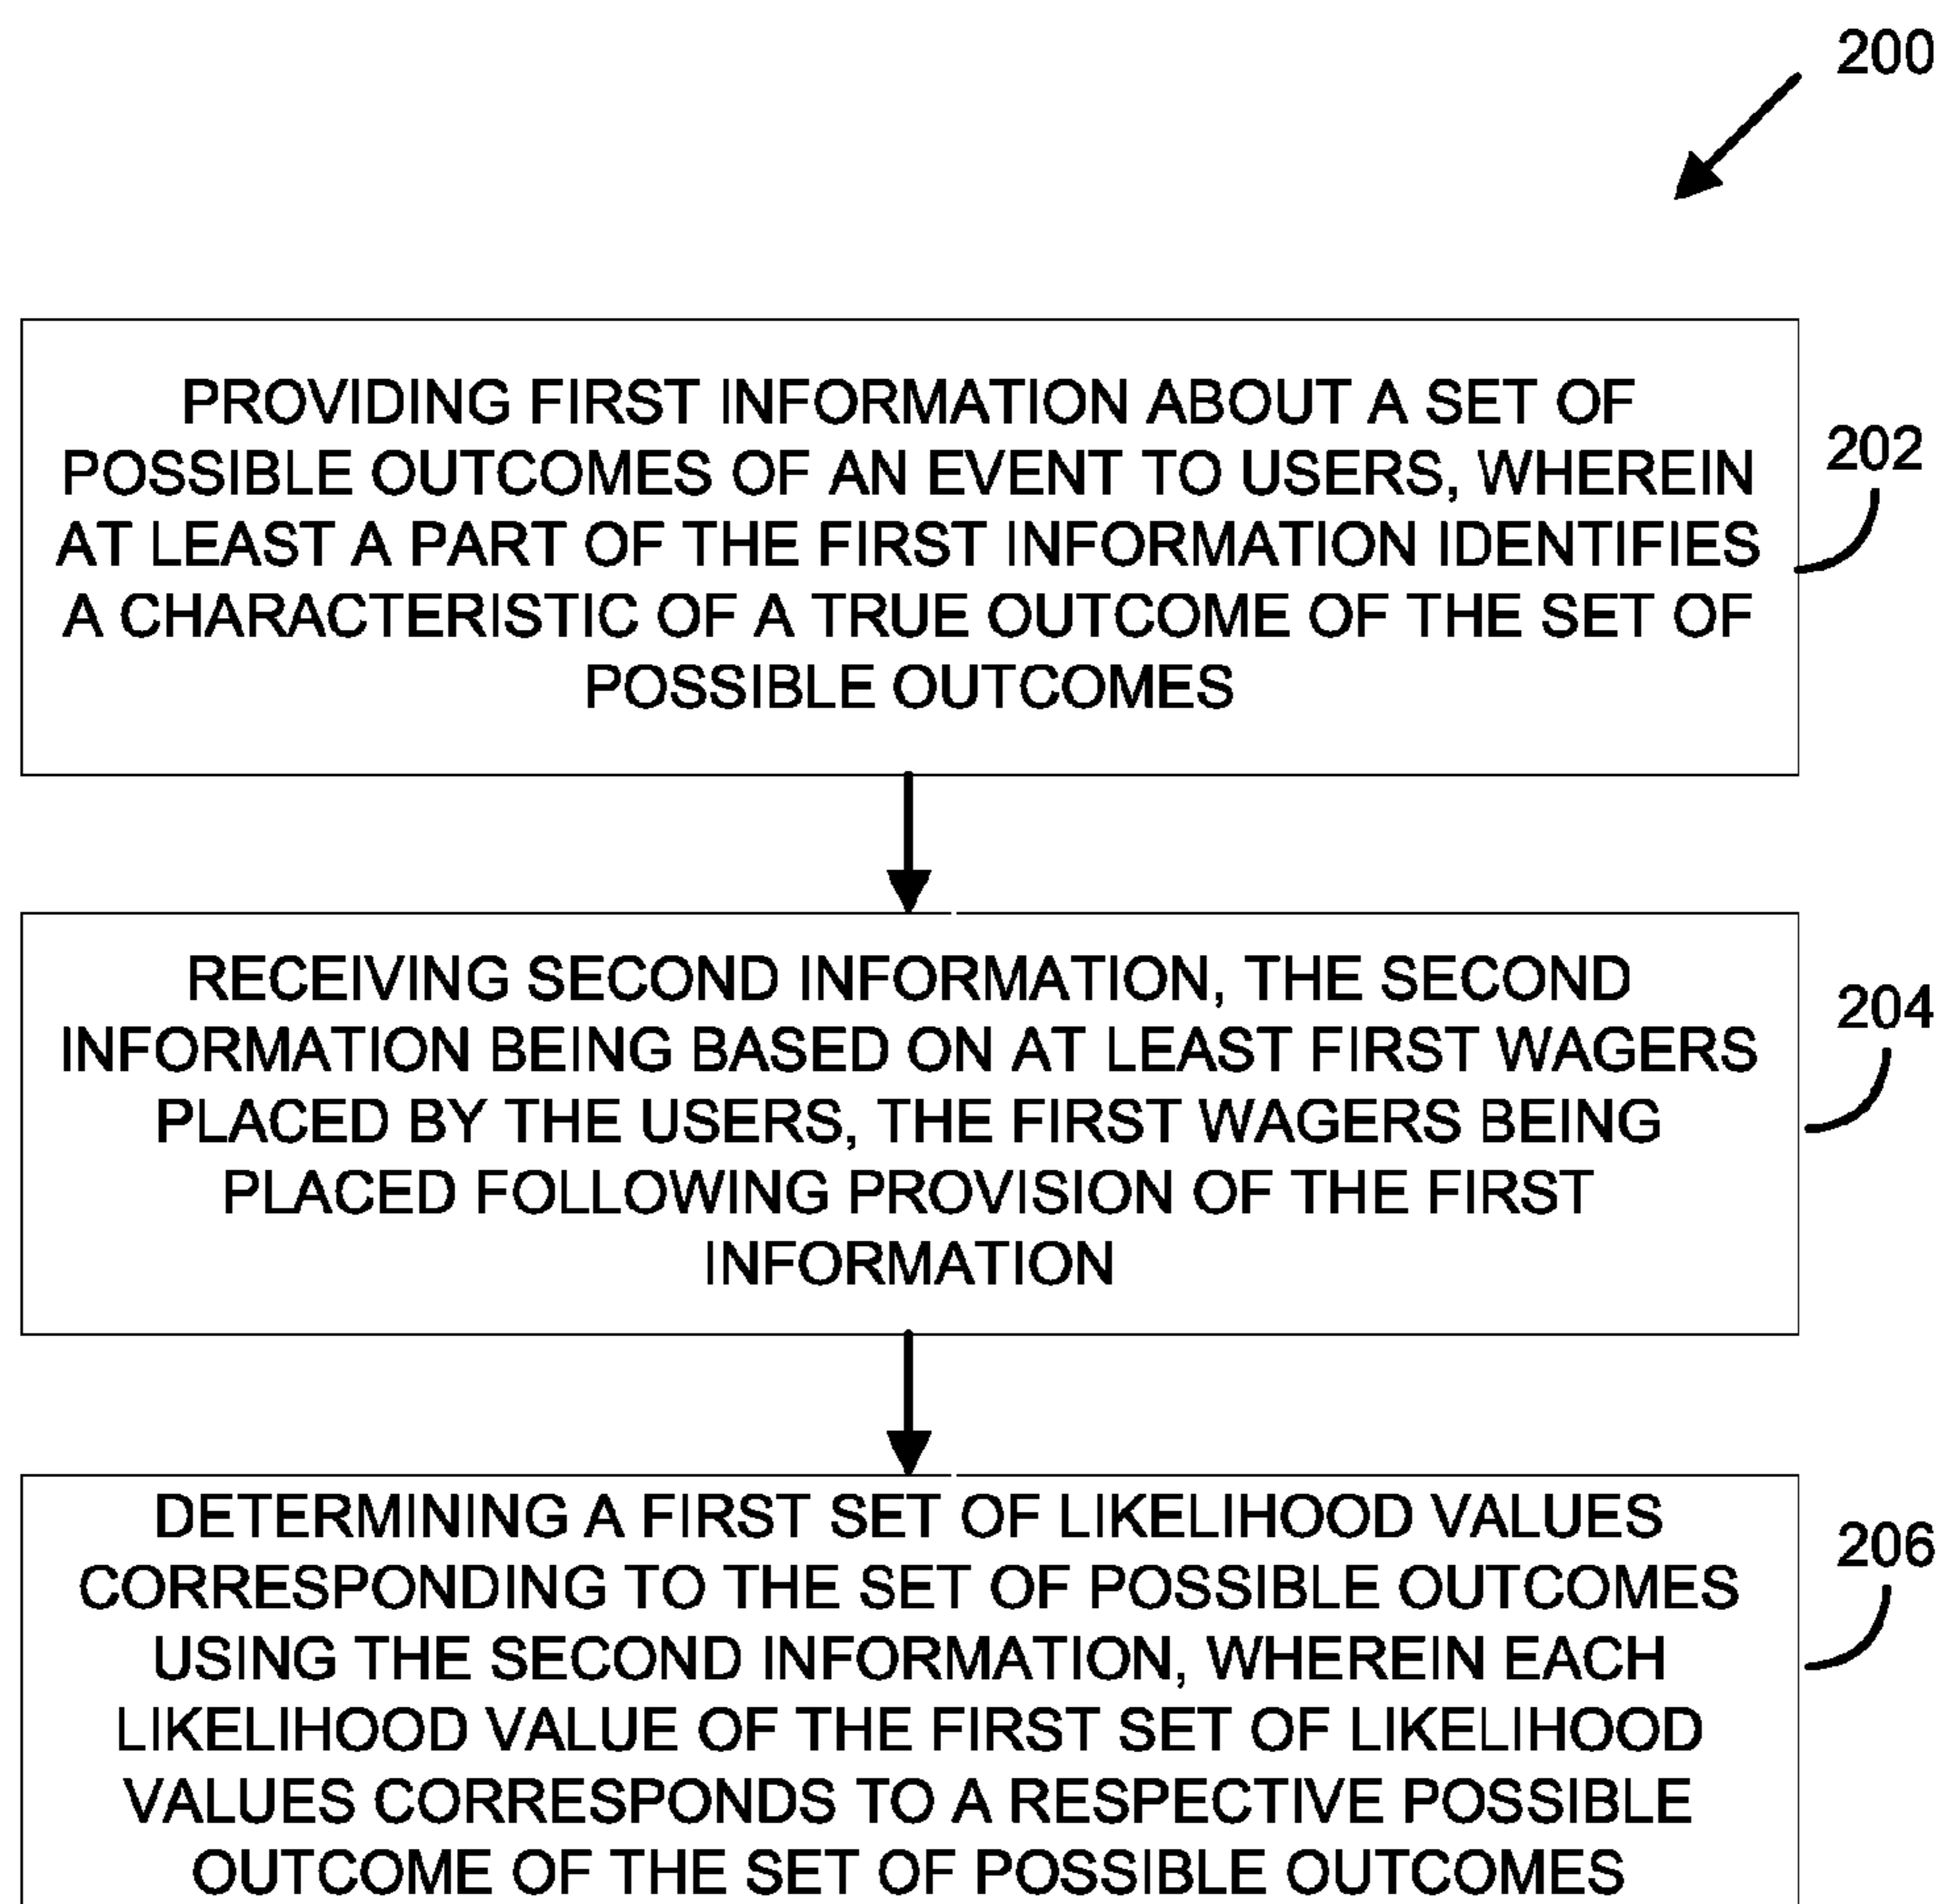 200
PROVIDING FIRST INFORMATION ABOUT A SET OF
POSSIBLE OUTCOMES OF AN EVENT TO USERS, WHEREIN
AT LEAST A PART OF THE FIRST INFORMATION IDENTIFIES
A CHARACTERISTIC OF A TRUE OUTCOME OF THE SET OF
POSSIBLE OUTCOMES
202
RECEIVING SECOND INFORMATION, THE SECOND
INFORMATION BEING BASED ON AT LEAST FIRST WAGERS
PLACED BY THE USERS, THE FIRST WAGERS BEING
PLACED FOLLOWING PROVISION OF THE FIRST
INFORMATION
204
DETERMINING A FIRST SET OF LIKELIHOOD VALUES
CORRESPONDING TO THE SET OF POSSIBLE OUTCOMES
USING THE SECOND INFORMATION, WHEREIN EACH
LIKELIHOOD VALUE OF THE FIRST SET OF LIKELIHOOD
VALUES CORRESPONDS TO A RESPECTIVE POSSIBLE
OUTCOME OF THE SET OF POSSIBLE OUTCOMES
206